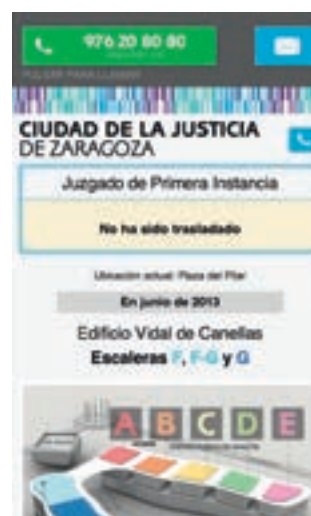 976 20 80 80
PULSAR PARA LLAMAR
CIUDAD DE LA JUSTICIA
DE ZARAGOZA
Juzgado de Primera Instancia
No ha sido trasladado
Ubicación actual: Plaza del Pilar
En junio de 2013
Edificio Vidal de Canellas
Escaleras F, F-G y G
A B C D E